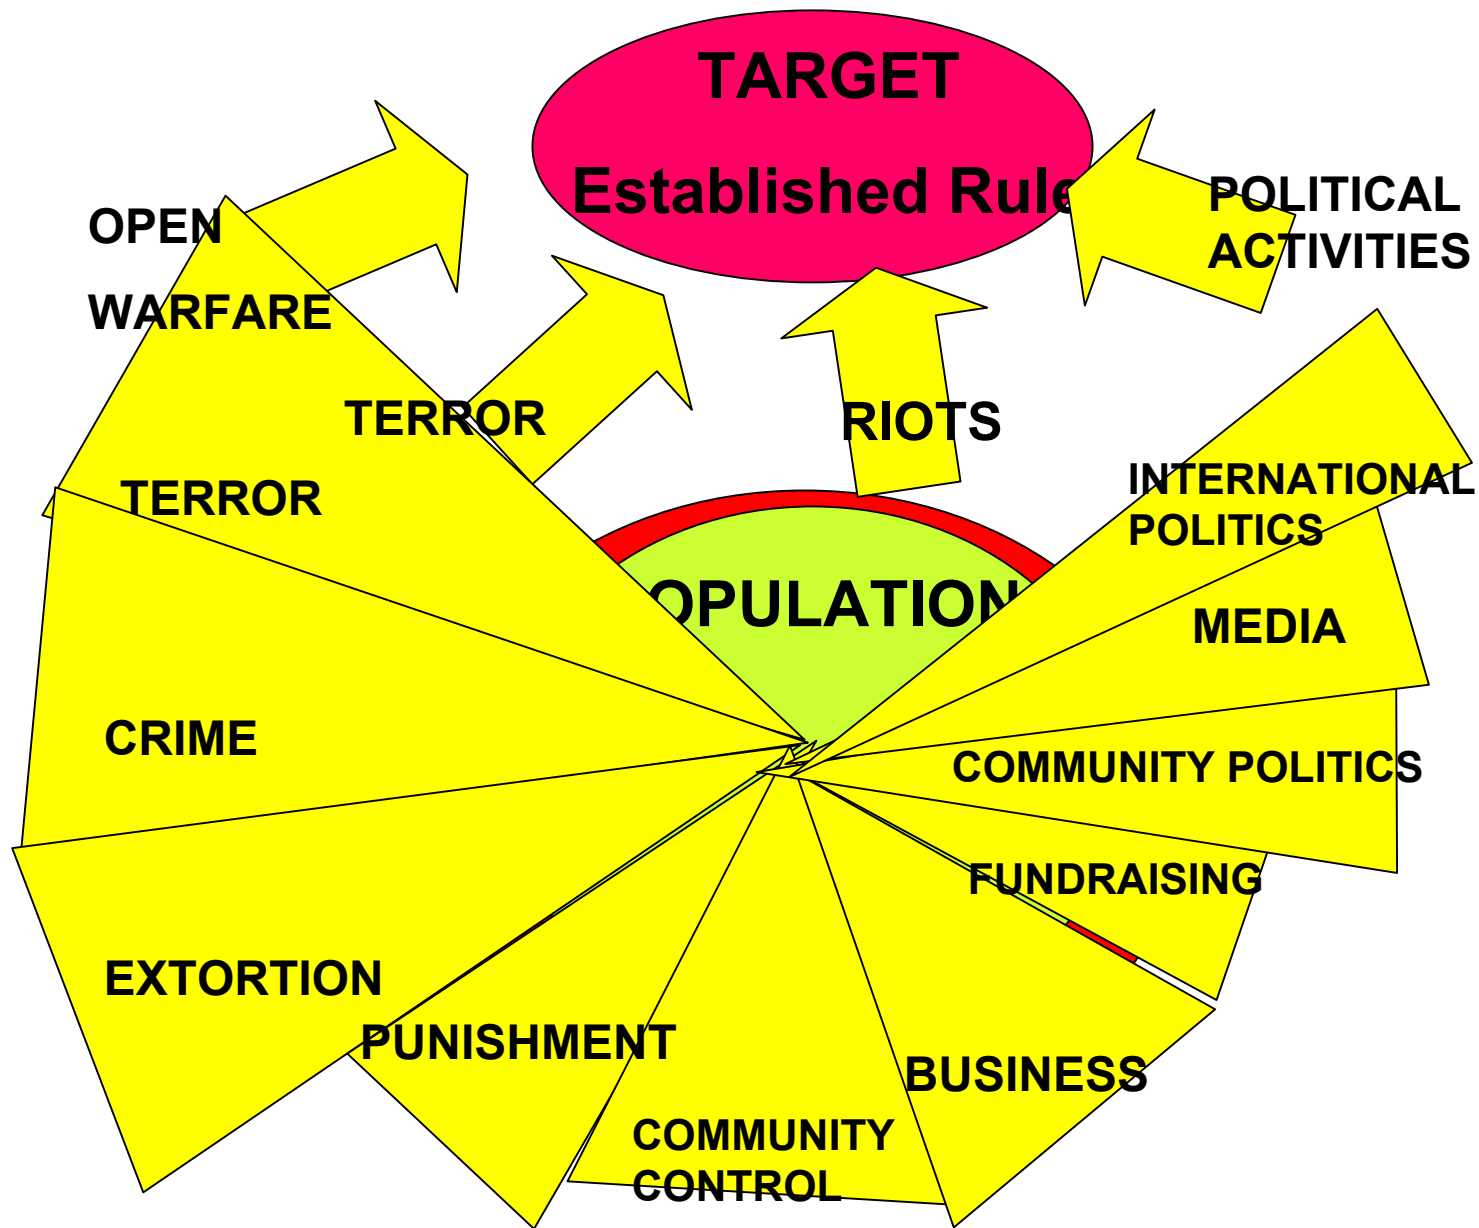 TARGET
Established Rule
OPEN
WARFARE
POLITICAL
ACTIVITIES
TERROR
RIOTS
TERROR
INTERNATIONAL
POLITICS
OPULATION
MEDIA
CRIME
COMMUNITY POLITICS
FUNDRAISING
EXTORTION
PUNISHMENT
BUSINESS
COMMUNITY
CONTROL